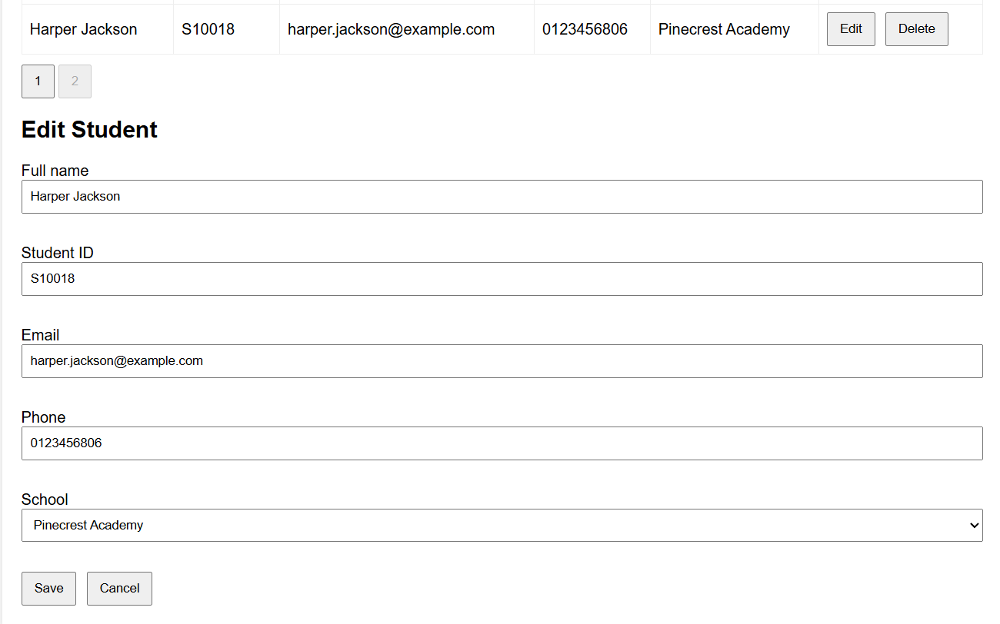 Harper Jackson S10018 harper.jackson@example.com 0123456806 Pinecrest Academy Edit Delete
1 2
Edit Student
Full name
Harper Jackson
Student ID
S10018
Email
harper.jackson@example.com
Phone
0123456806
School
Pinecrest Academy
Save Cancel